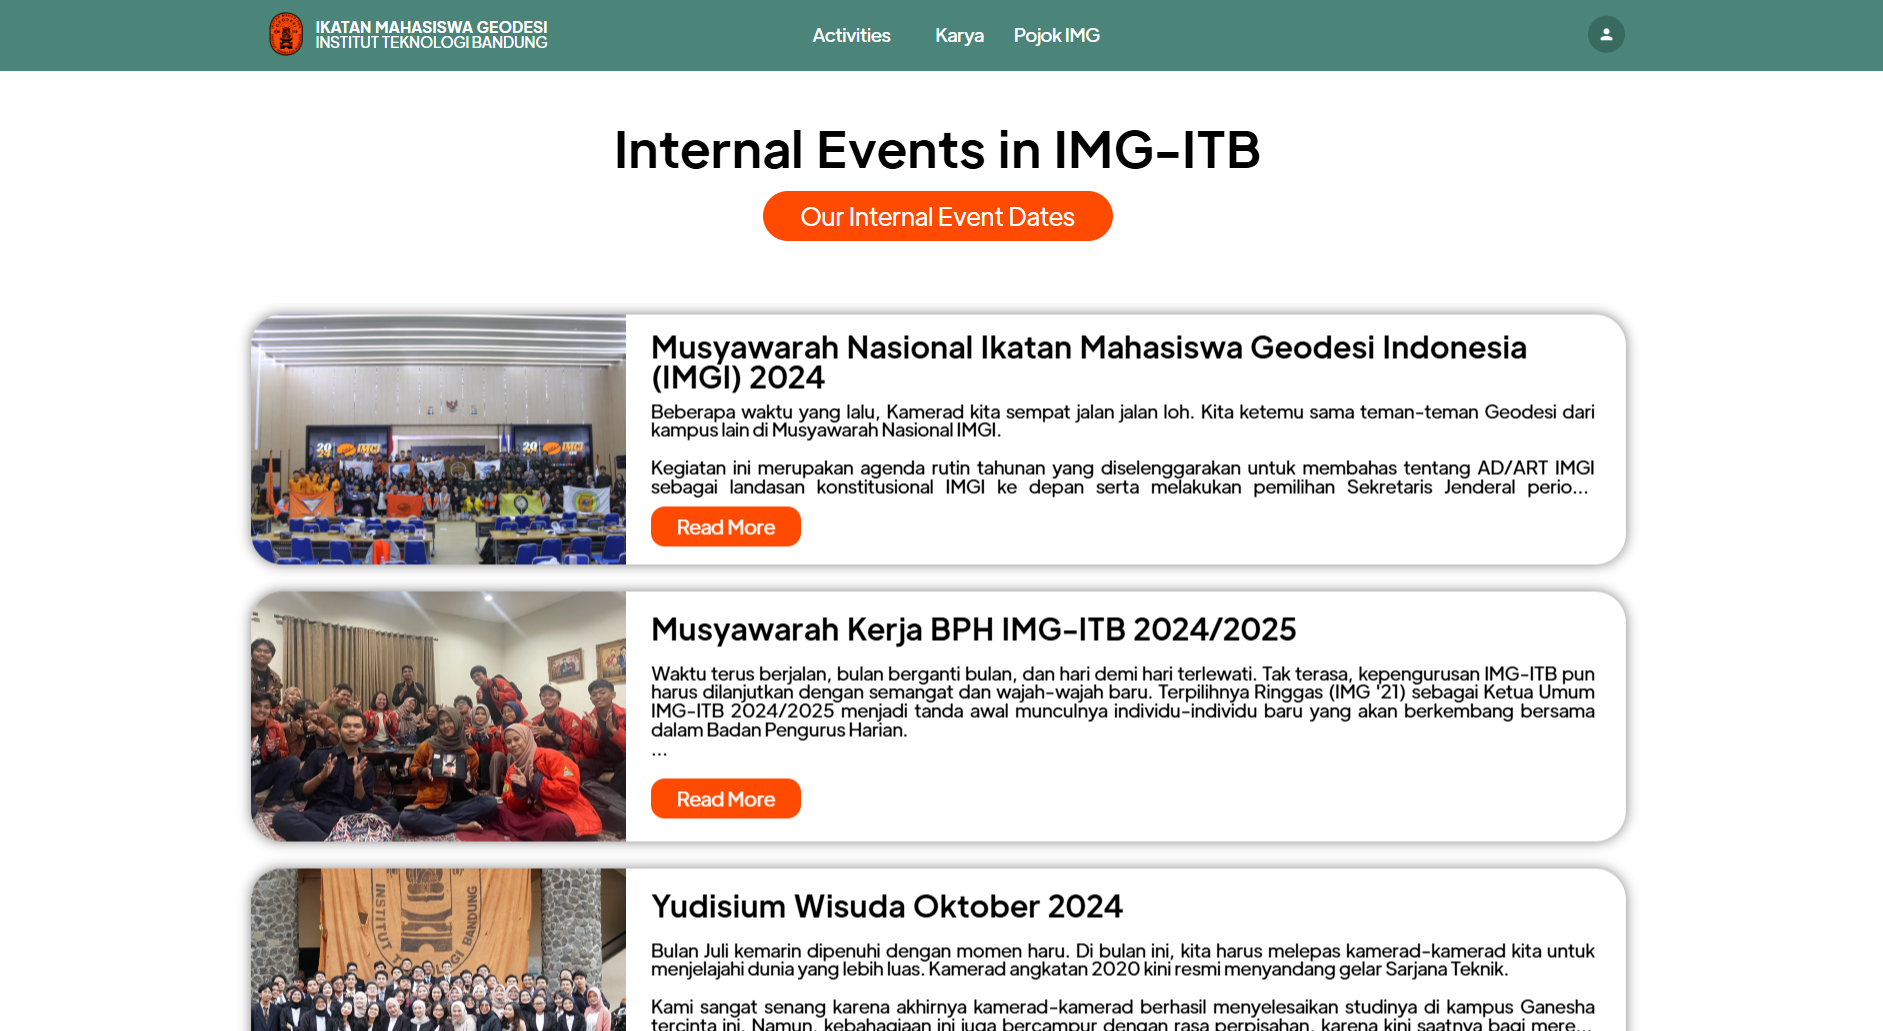 IKATAN MAHASISWA GEODESI
INSTITUT TEKNOLOGI BANDUNG
Activities
Karya
Pojok IMG
Internal Events in IMG-ITB
Our Internal Event Dates
2024
IMGI
2024
IMGI
Musyawarah Nasional Ikatan Mahasiswa Geodesi Indonesia
(IMGI) 2024
Beberapa waktu yang lalu, Kamerad kita sempat jalan jalan loh. Kita ketemu sama teman-teman Geodesi dari
kampus lain di Musyawarah Nasional IMGI.
Kegiatan ini merupakan agenda rutin tahunan yang diselenggarakan untuk membahas tentang AD/ART IMGI
sebagai landasan konstitusional IMGI ke depan serta melakukan pemilihan Sekretaris Jenderal perio...
Read More
Musyawarah Kerja BPH IMG-ITB 2024/2025
Waktu terus berjalan, bulan berganti bulan, dan hari demi hari terlewati. Tak terasa, kepengurusan IMG-ITB pun
harus dilanjutkan dengan semangat dan wajah-wajah baru. Terpilihnya Ringgas (IMG '21) sebagai Ketua Umum
IMG-ITB 2024/2025 menjadi tanda awal munculnya individu-individu baru yang akan berkembang bersama
dalam Badan Pengurus Harian.
...
Read More
INSTITUT T
BANDUNG
Yudisium Wisuda Oktober 2024
Bulan Juli kemarin dipenuhi dengan momen haru. Di bulan ini, kita harus melepas kamerad-kamerad kita untuk
menjelajahi dunia yang lebih luas. Kamerad angkatan 2020 kini resmi menyandang gelar Sarjana Teknik.
Kami sangat senang karena akhirnya kamerad-kamerad berhasil menyelesaikan studinya di kampus Ganesha
tercinta ini. Namun, kebahagiaan ini juga bercampur dengan rasa perpisahan, karena kini saatnya bagi mere...